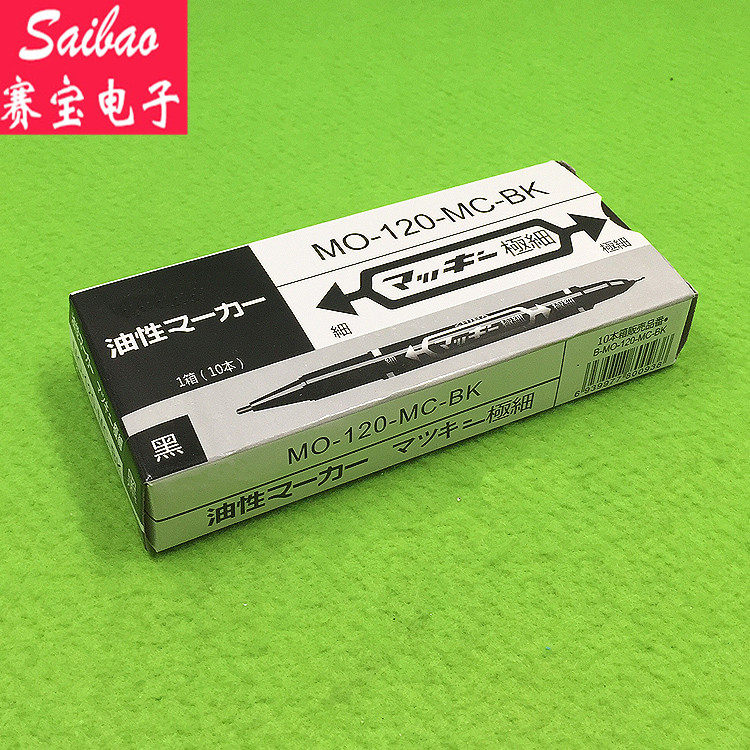 Saibao
赛宝电子
MO-120-MC-BK
マッキー極細
細
極細
油性マーカー
1箱(10本)
黑
MO-120-MC-BK
油性マーカー マッキー極細
10本箱販売品番●
B-MO-120-MC-BK